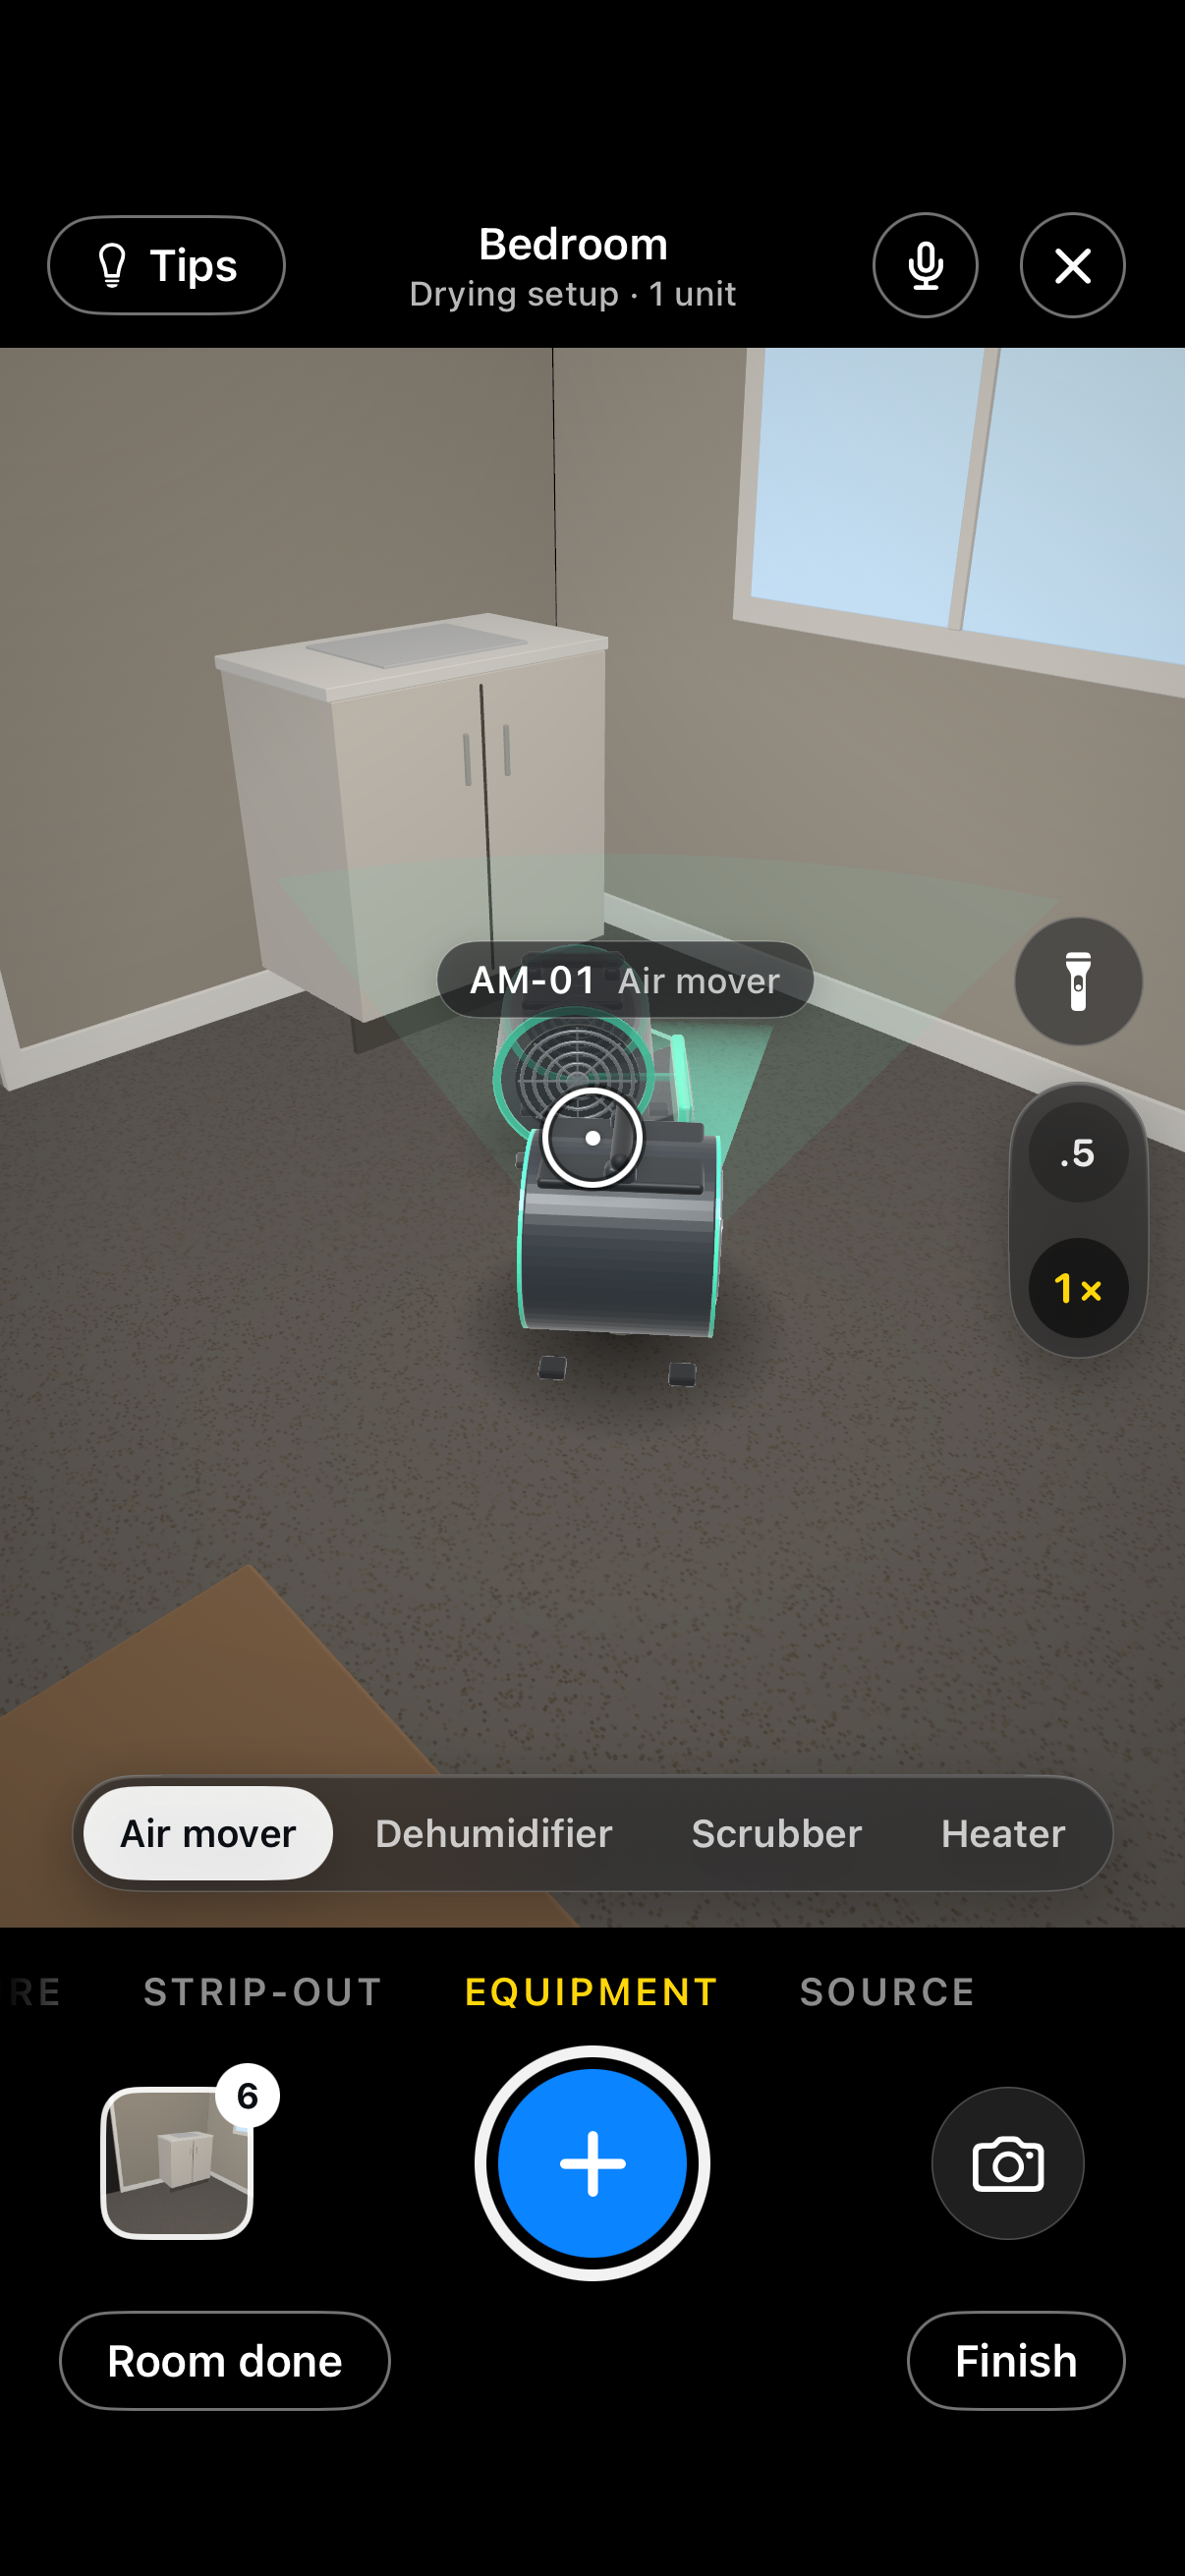 Tips
Bedroom
Drying setup · 1 unit
AM-01 Air mover
.5
1×
Air mover Dehumidifier Scrubber Heater
RE STRIP-OUT EQUIPMENT SOURCE
6
Room done
Finish